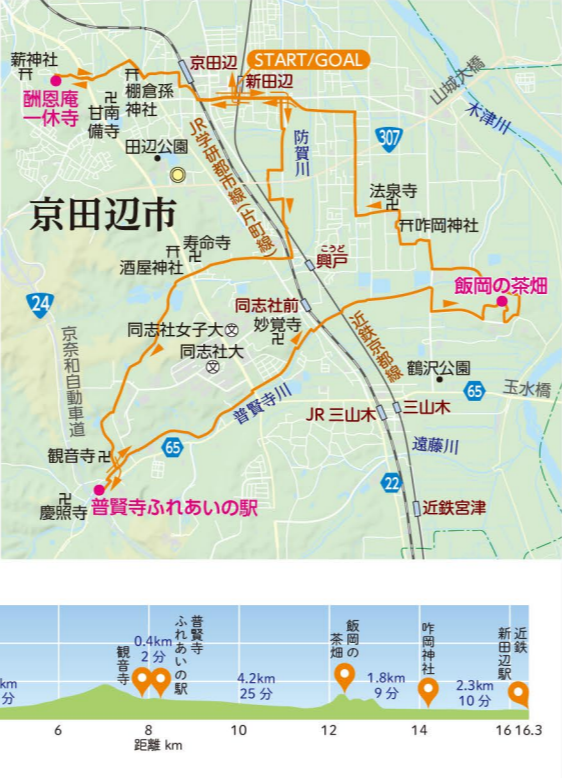 薪神社
酬恩庵
一休寺
棚倉孫
神社
甘南
備寺
田辺公園
京田辺
START/GOAL
新田辺
JR学研都市線(片町線)
防賀川
307
山城大橋
木津川
法泉寺
咋岡神社
京田辺市
寿命寺
酒屋神社
こうど
興戸
飯岡の茶畑
24
京奈和自動車道
同志社前
同志社女子大
妙覚寺
同志社大
近鉄京都線
鶴沢公園
65
玉水橋
普賢寺川
JR 三山木
三山木
遠藤川
観音寺
65
22
慶照寺
普賢寺ふれあいの駅
近鉄宮津
km
分
観音寺
0.4km
2 分
普賢寺
ふれあいの駅
4.2km
25 分
飯岡の
茶畑
1.8km
9 分
咋岡神社
2.3km
10 分
近鉄
新田辺駅
6
8
10
12
14
16 16.3
距離 km